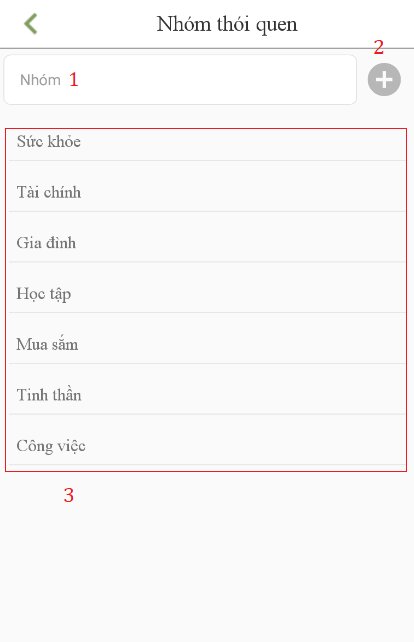 Nhóm thói quen
2
Nhóm 1
Sức khỏe
Tài chính
Gia đình
Học tập
Mua sắm
Tinh thần
Công việc
3